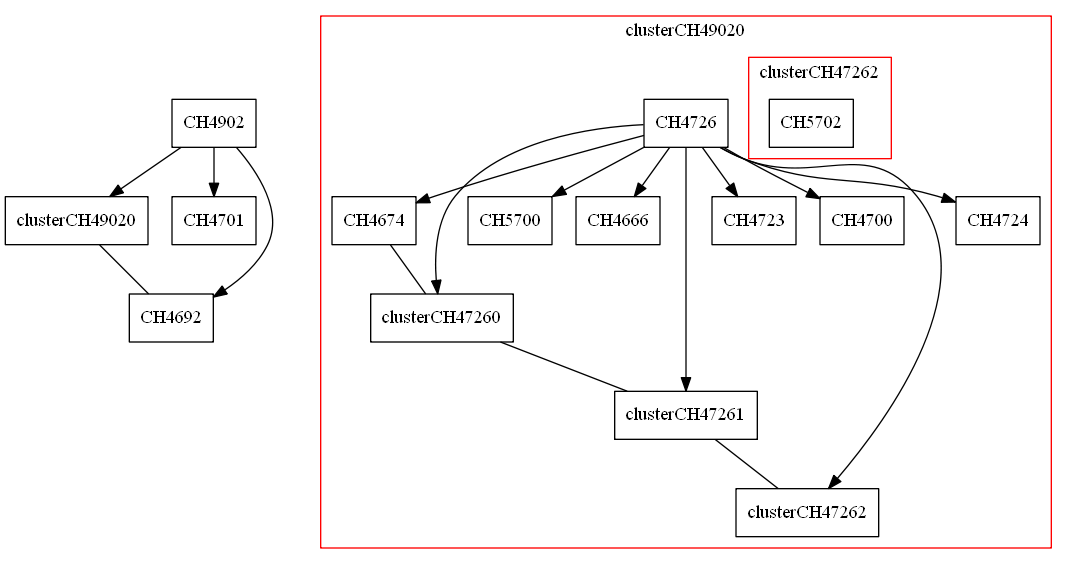 clusterCH49020
clusterCH47262
CH4902
CH4726
CH5702
clusterCH49020
CH4701
CH4674
CH5700
CH4666
CH4723
CH4700
CH4724
CH4692
clusterCH47260
clusterCH47261
clusterCH47262